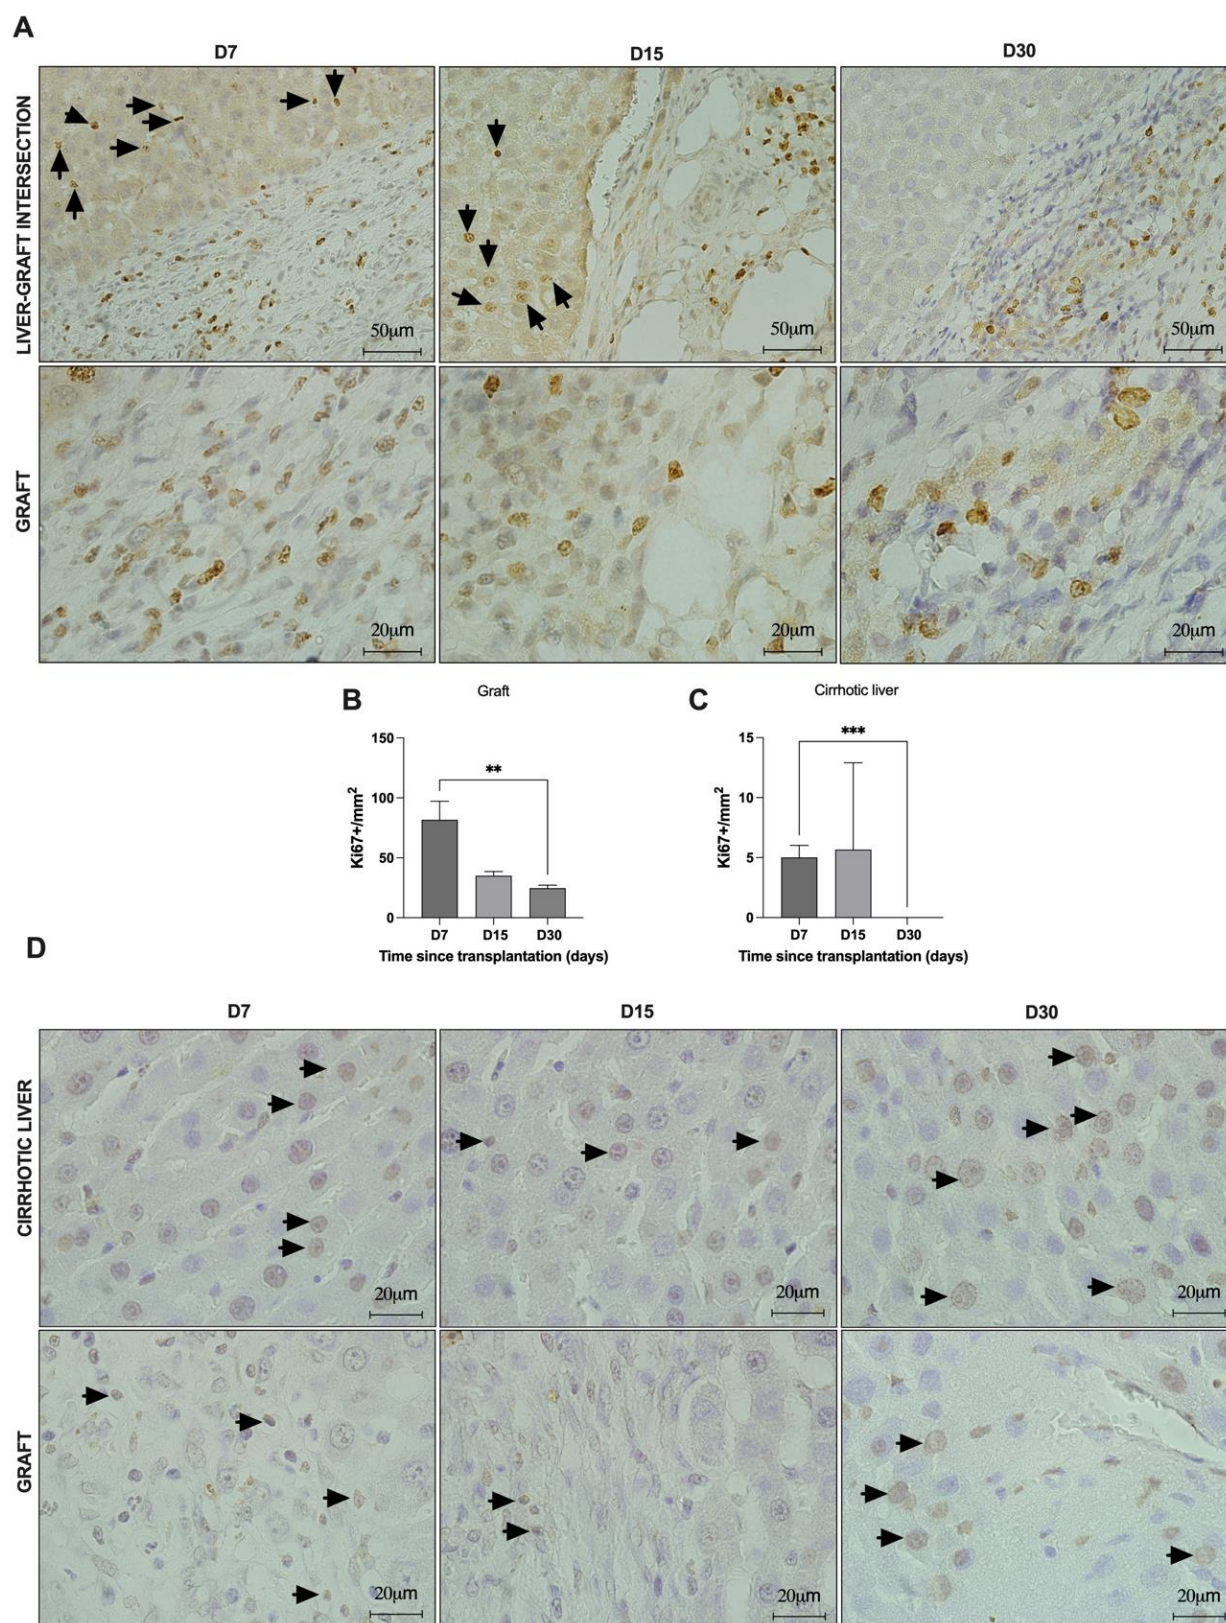 A
D7
D15
D30
LIVER-GRAFT INTERSECTION
50μm
50μm
50μm
GRAFT
20μm
20μm
20μm
B
Graft
Ki67+/mm²
150
100
50
0
**
D7
D15
D30
Time since transplantation (days)
C
Cirrhotic liver
Ki67+/mm²
15
10
5
0
***
D7
D15
D30
Time since transplantation (days)
D
D7
D15
D30
CIRRHOTIC LIVER
20μm
20μm
20μm
GRAFT
20μm
20μm
20μm